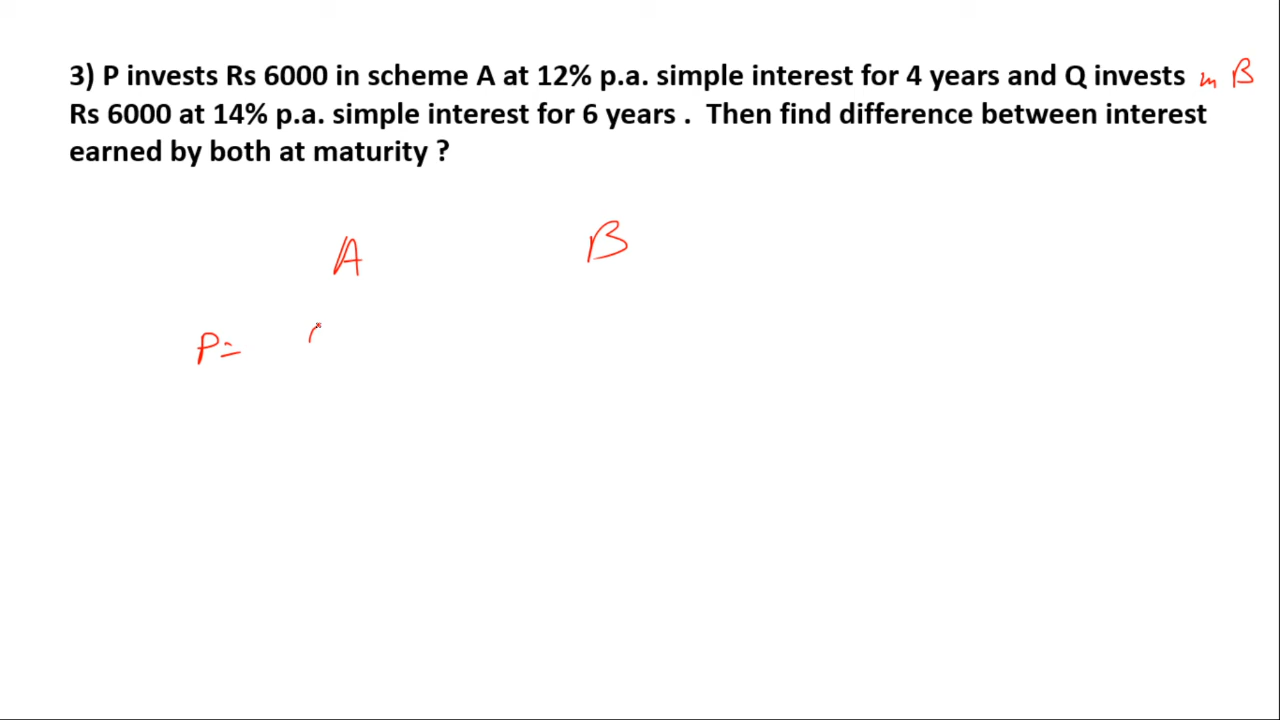 3) P invests Rs 6000 in scheme A at 12% p.a. simple interest for 4 years and Q invests in B
Rs 6000 at 14% p.a. simple interest for 6 years . Then find difference between interest
earned by both at maturity ?
A B
P=